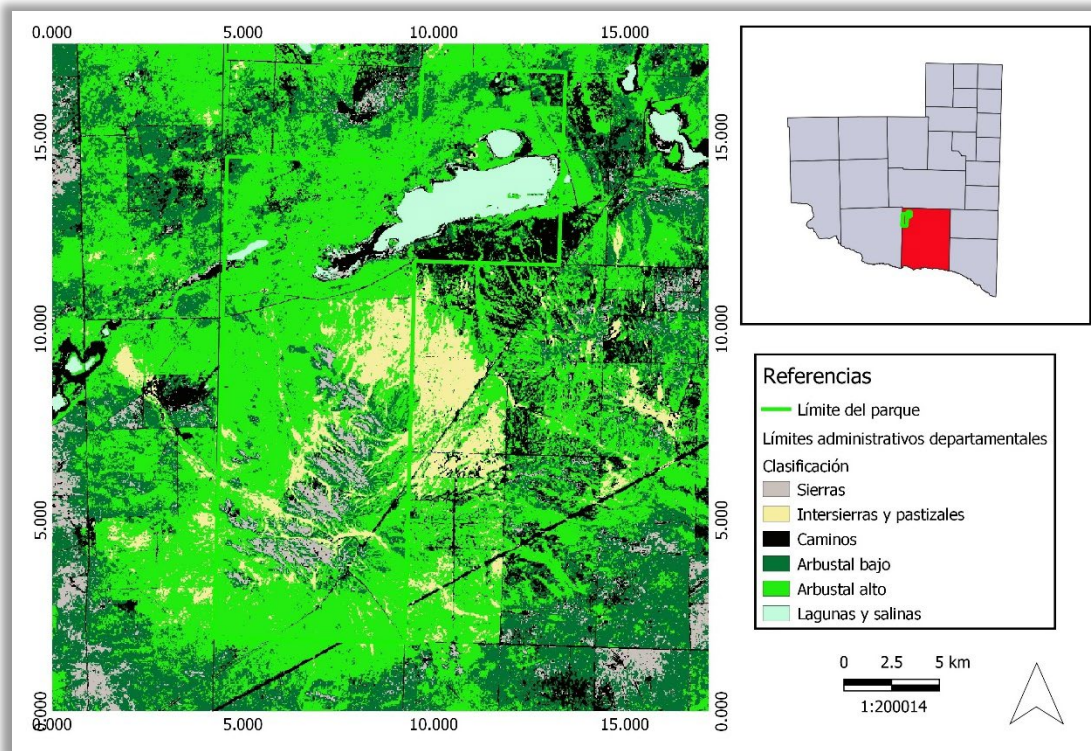 0.000 5.000 10.000 15.000
15.000 15.000
10.000 10.000
5.000 5.000
0.000 0.000
0.000 5.000 10.000 15.000
Referencias
Límite del parque
Límites administrativos departamentales
Clasificación
Sierras
Intersierras y pastizales
Caminos
Arbustal bajo
Arbustal alto
Lagunas y salinas
0 2.5 5 km
1:200014